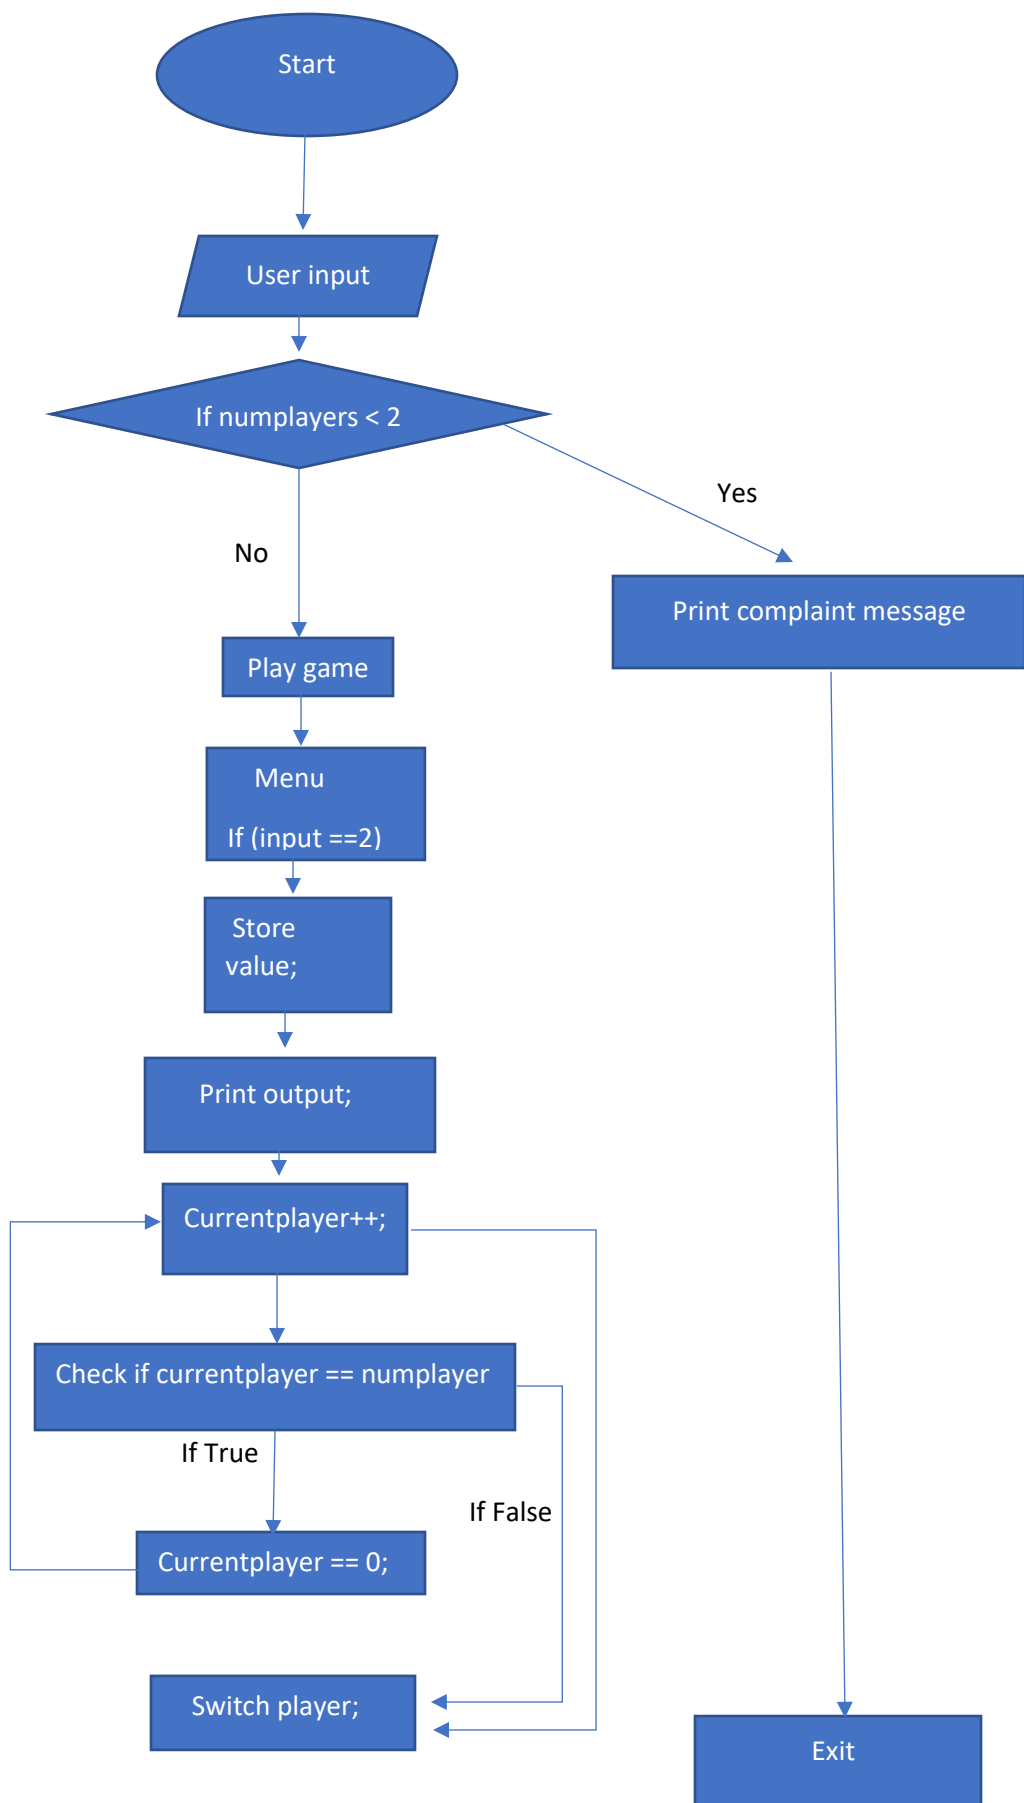 Start
User input
If numplayers < 2
Yes
No
Print complaint message
Play game
Menu
If (input ==2)
Store
value;
Print output;
Currentplayer++;
Check if currentplayer == numplayer
If True
If False
Currentplayer == 0;
Switch player;
Exit